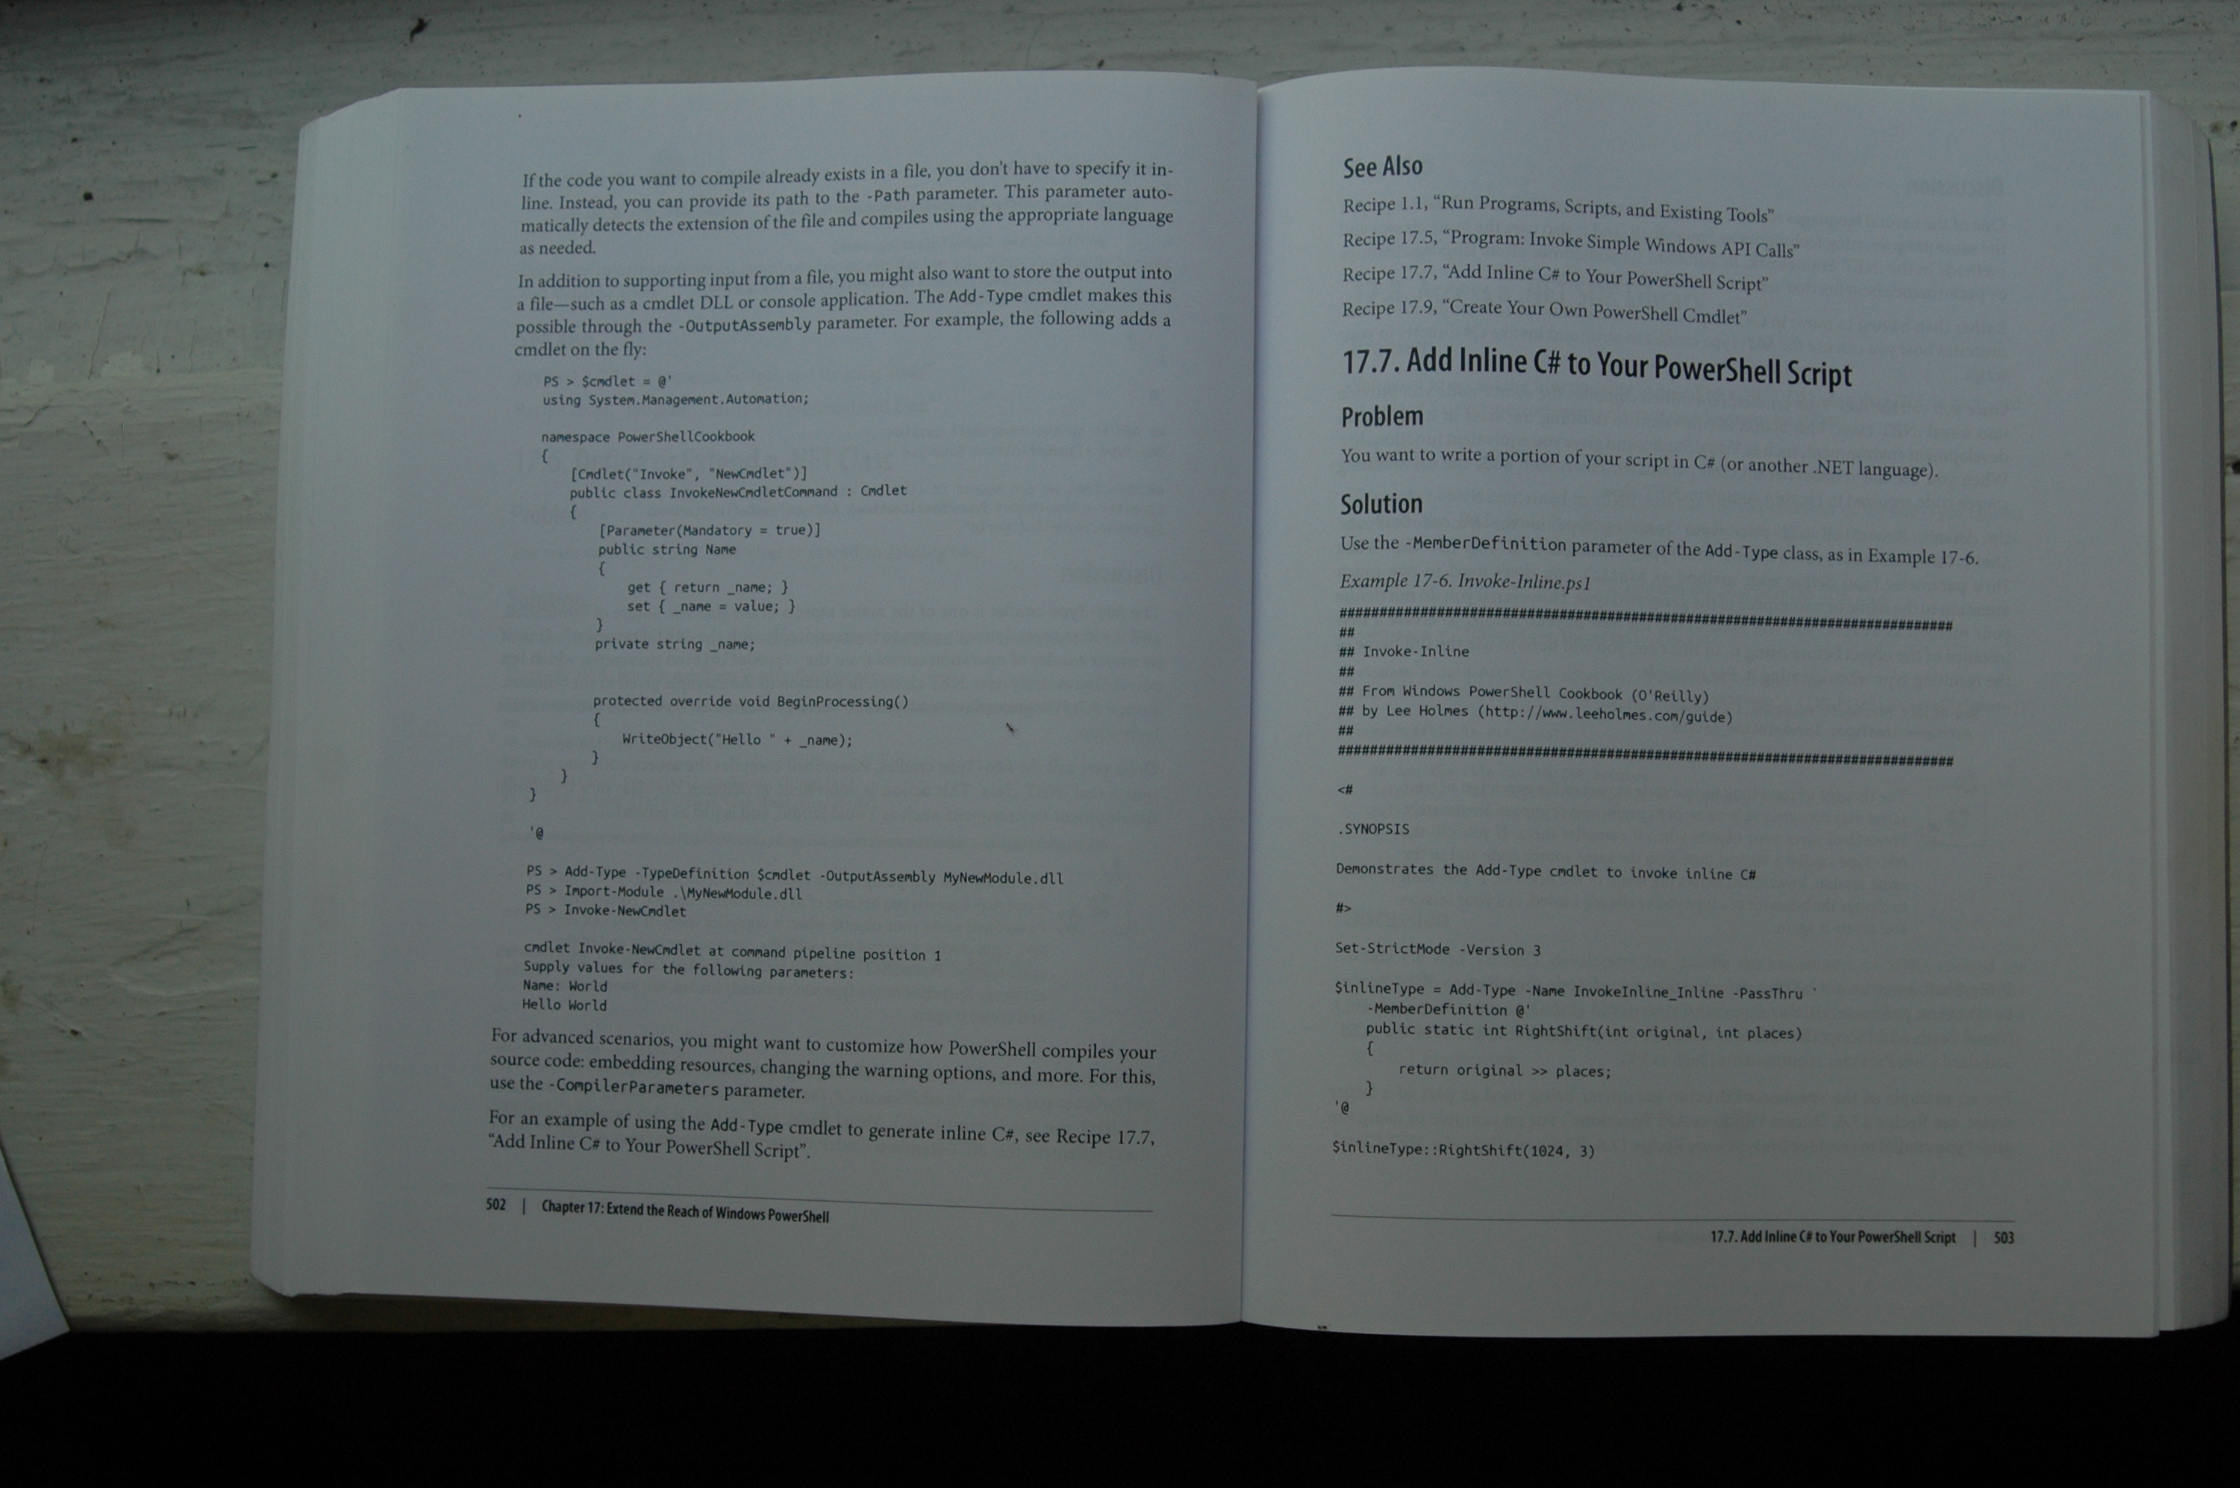 If the code you want to compile already exists in a file, you don't have to specify it in-
line. Instead, you can provide its path to the -Path parameter. This parameter auto-
matically detects the extension of the file and compiles using the appropriate language
as needed.
In addition to supporting input from a file, you might also want to store the output into
a file—such as a cmdlet DLL or console application. The Add-Type cmdlet makes this
possible through the -OutputAssembly parameter. For example, the following adds a
cmdlet on the fly:
PS > $cmdlet = @'
using System.Management.Automation;
namespace PowerShellCookbook
{
[Cmdlet("Invoke", "NewCmdlet")]
public class InvokeNewCmdletCommand : Cmdlet
{
[Parameter(Mandatory = true)]
public string Name
{
get { return _name; }
set { _name = value; }
}
private string _name;
protected override void BeginProcessing()
{
WriteObject("Hello " + _name);
}
}
}
'@
PS > Add-Type -TypeDefinition $cmdlet -OutputAssembly MyNewModule.dll
PS > Import-Module .\MyNewModule.dll
PS > Invoke-NewCmdlet
cmdlet Invoke-NewCmdlet at command pipeline position 1
Supply values for the following parameters:
Name: World
Hello World
For advanced scenarios, you might want to customize how PowerShell compiles your
source code: embedding resources, changing the warning options, and more. For this,
use the -CompilerParameters parameter.
For an example of using the Add-Type cmdlet to generate inline C#, see Recipe 17.7,
“Add Inline C# to Your PowerShell Script”.
502 | Chapter 17: Extend the Reach of Windows PowerShell
See Also
Recipe 1.1, “Run Programs, Scripts, and Existing Tools”
Recipe 17.5, “Program: Invoke Simple Windows API Calls”
Recipe 17.7, “Add Inline C# to Your PowerShell Script”
Recipe 17.9, “Create Your Own PowerShell Cmdlet”
17.7. Add Inline C# to Your PowerShell Script
Problem
You want to write a portion of your script in C# (or another .NET language).
Solution
Use the -MemberDefinition parameter of the Add-Type class, as in Example 17-6.
Example 17-6. Invoke-Inline.ps1
##############################################################################
##
## Invoke-Inline
##
## From Windows PowerShell Cookbook (O'Reilly)
## by Lee Holmes (http://www.leeholmes.com/guide)
##
##############################################################################
<#
.SYNOPSIS
Demonstrates the Add-Type cmdlet to invoke inline C#
#>
Set-StrictMode -Version 3
$inlineType = Add-Type -Name InvokeInline_Inline -PassThru `
-MemberDefinition @'
public static int RightShift(int original, int places)
{
return original >> places;
}
'@
$inlineType::RightShift(1024, 3)
17.7. Add Inline C# to Your PowerShell Script | 503